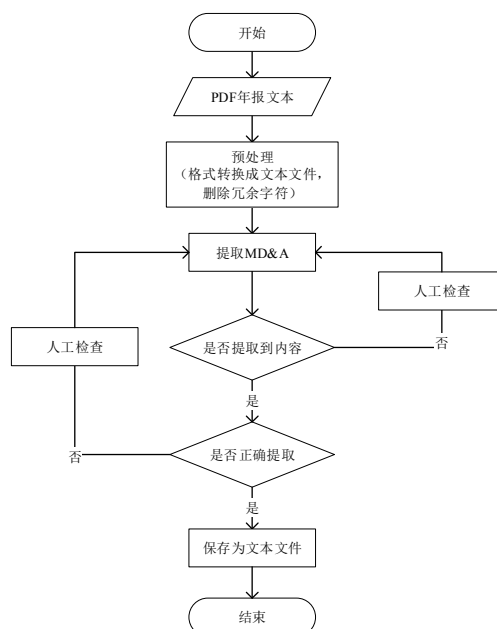 开始
PDF年报文本
预处理
（格式转换成文本文件，
删除冗余字符）
提取MD&A
人工检查
人工检查
是否提取到内容
否
是
否
是否正确提取
是
保存为文本文件
结束